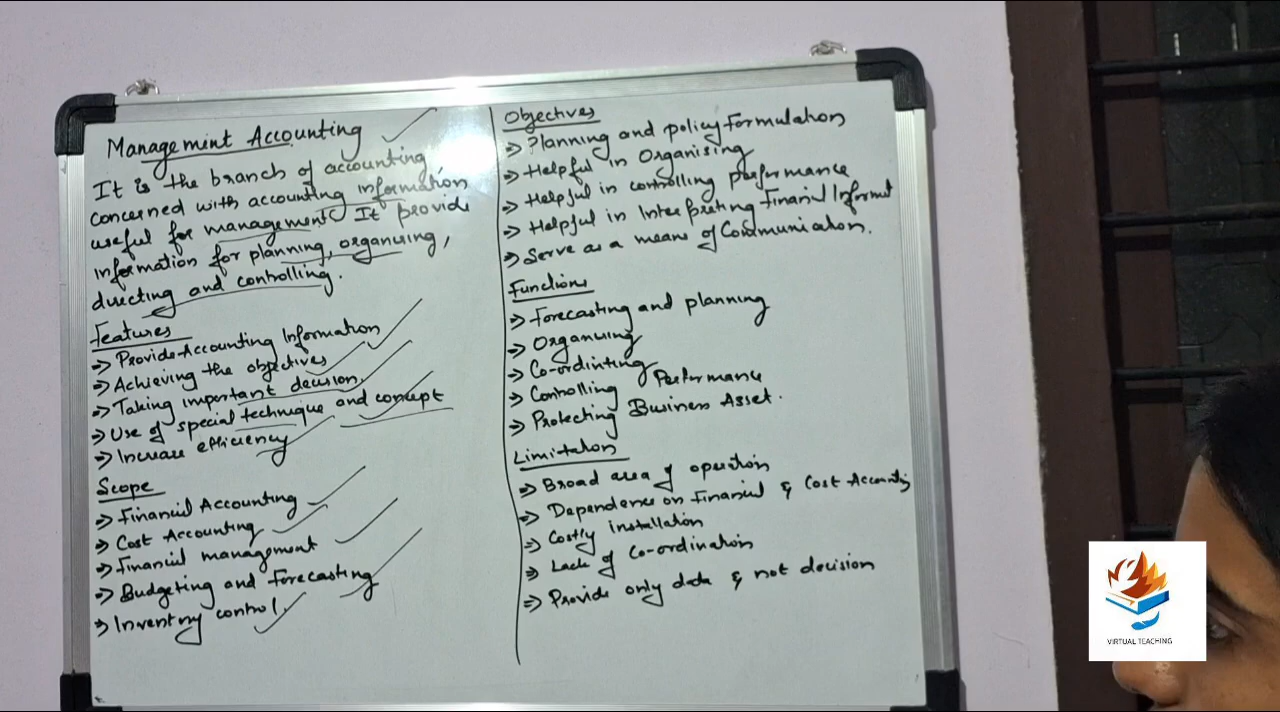 Management Accounting
It is the branch of accounting
concerned with accounting information
useful for management. It provide
information for planning, organising,
directing and controlling.
Features
⇒ Provide Accounting Information
⇒ Achieving the objectives
⇒ Taking important decision.
⇒ Use of special technique and concept
⇒ Increase efficiency
Scope
⇒ Financial Accounting
⇒ Cost Accounting
⇒ Financial management
⇒ Budgeting and Forecasting
⇒ Inventory control.
Objectives
⇒ Planning and policy Formulation
⇒ Helpful in Organising
⇒ Helpful in controlling performance
⇒ Helpful in Interpreting Financial Informat
⇒ Serve as a means of Communication.
Functions
⇒ Forecasting and planning
⇒ Organising
⇒ Co-ordinting
⇒ Controlling Performance
⇒ Protecting Business Asset.
Limitation
⇒ Broad area of operation
⇒ Dependence on Financial & Cost Accounting
⇒ Costly installation
⇒ Lack of Co-ordination
⇒ Provide only data & not decision
VIRTUAL TEACHING